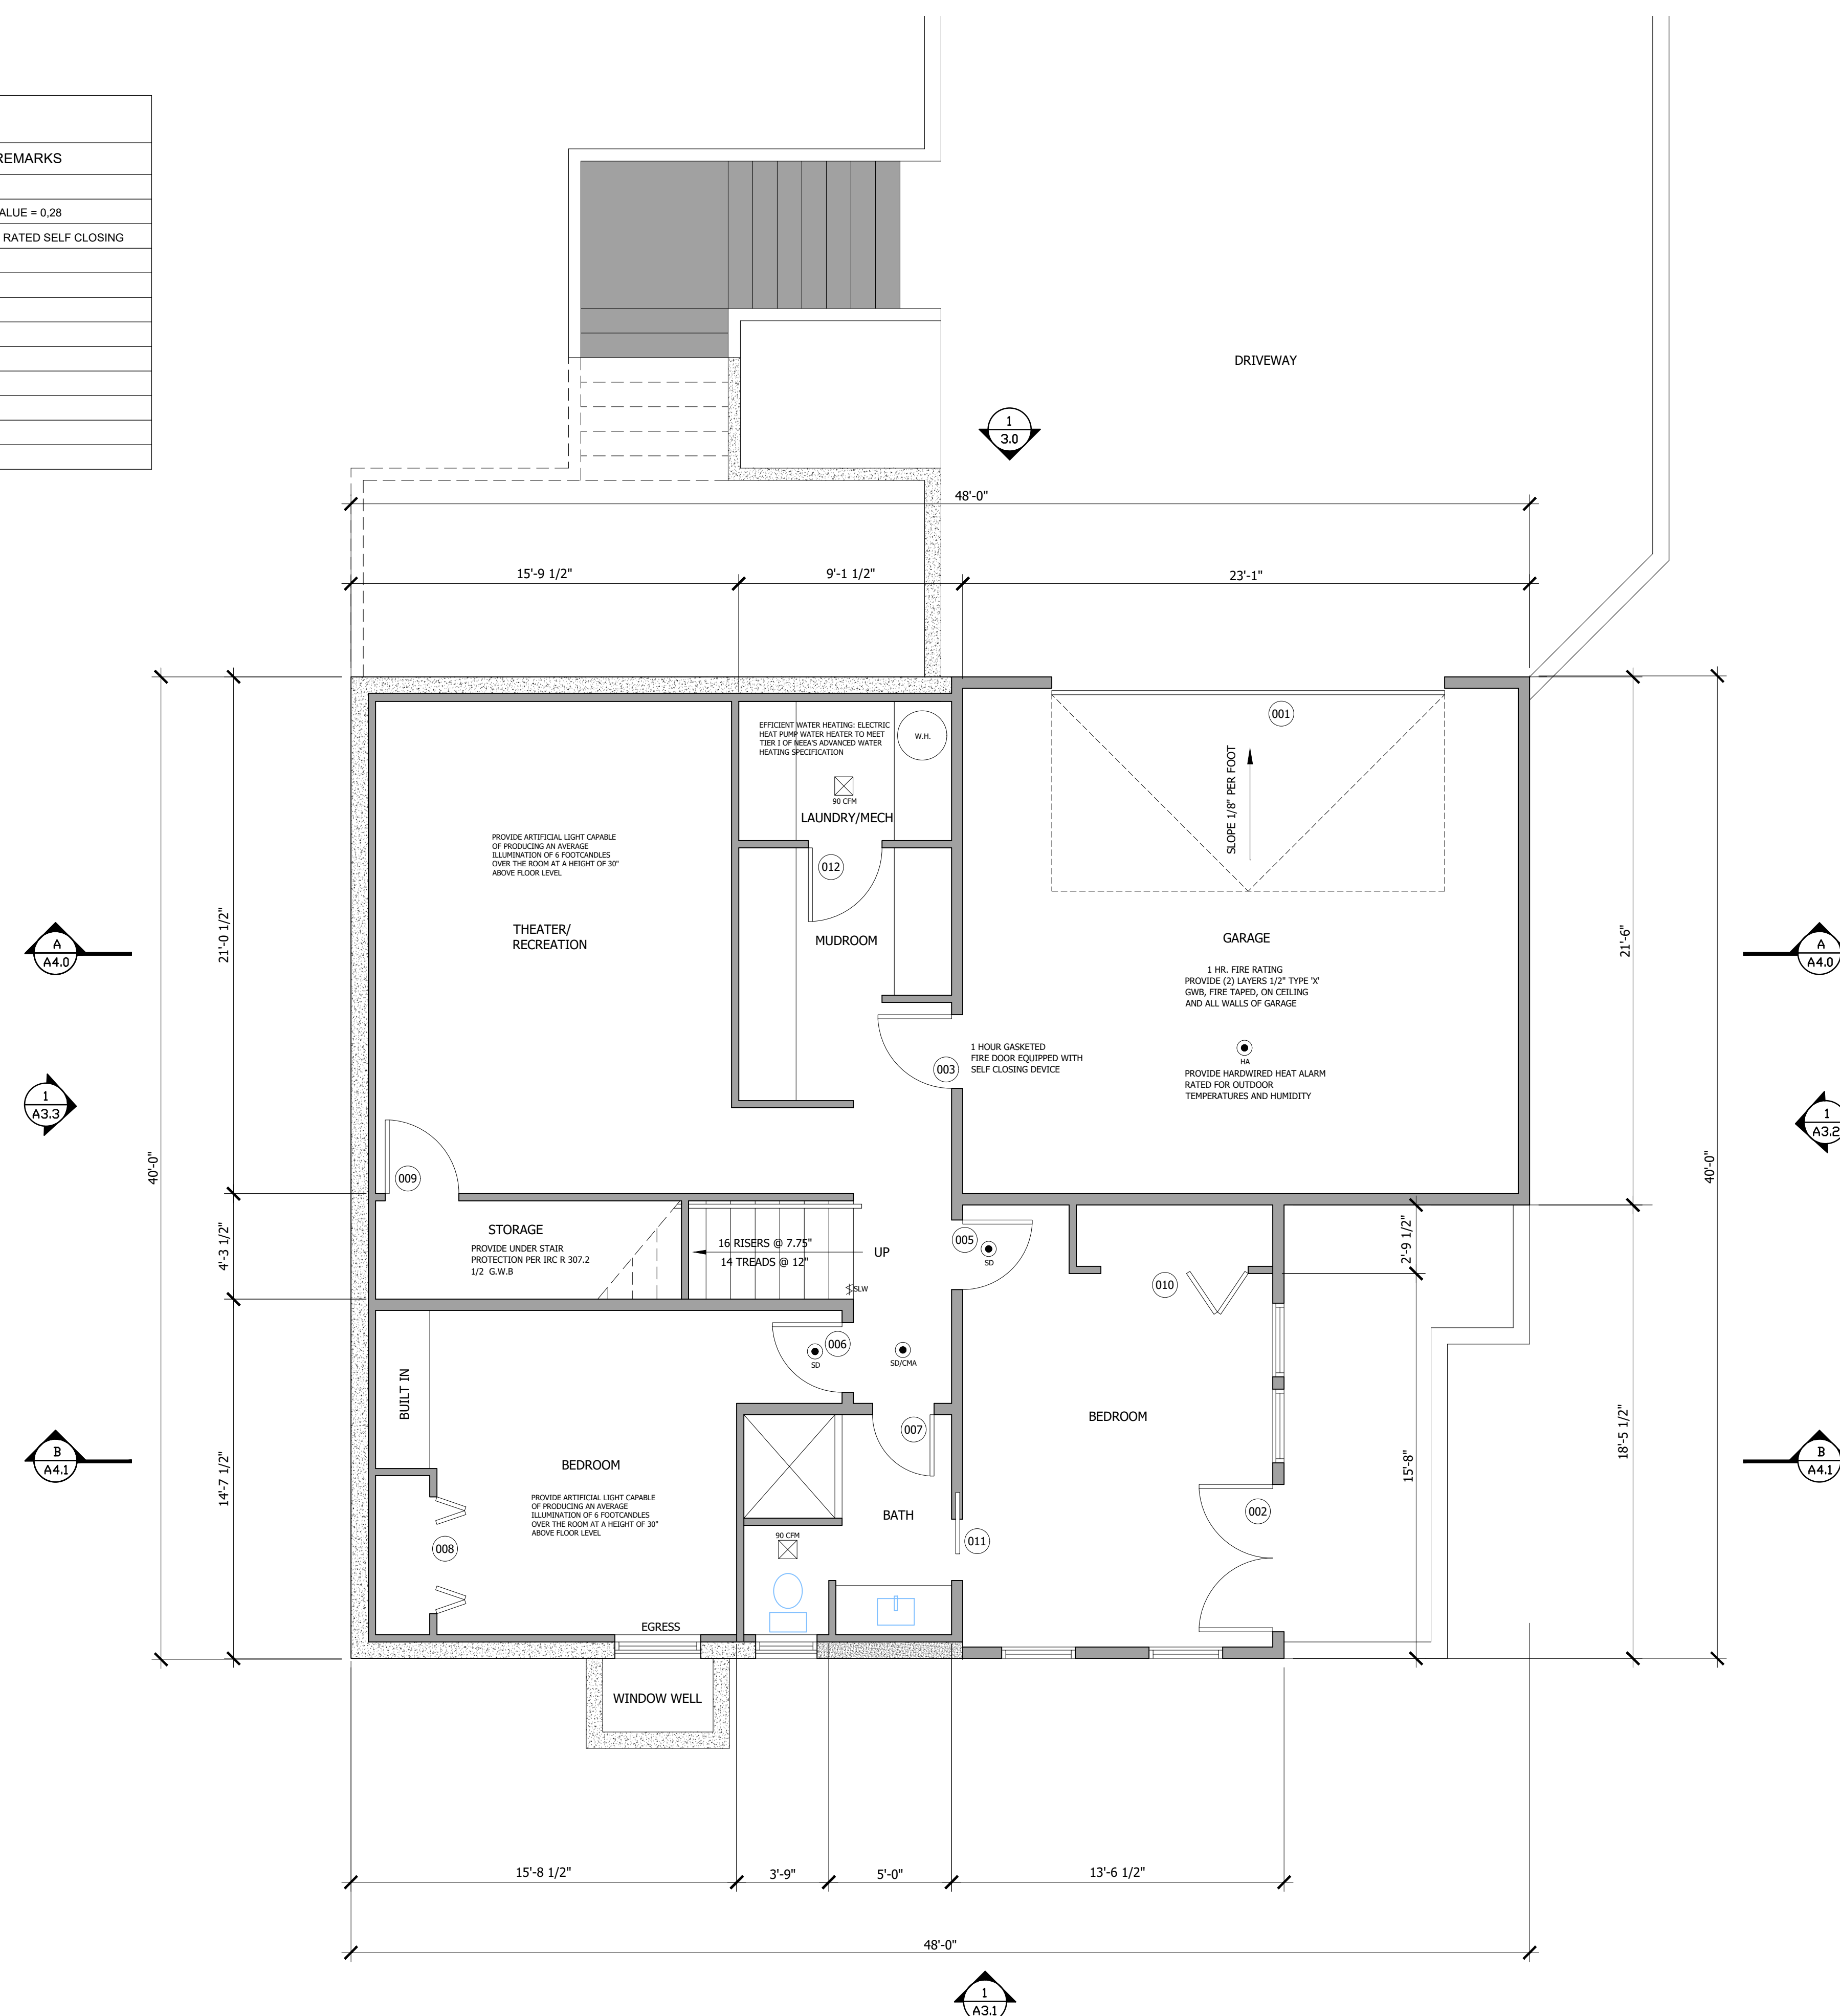 REMARKS
ALUE = 0,28
RATED SELF CLOSING
DRIVEWAY
1
3.0
48'-0"
15'-9 1/2"
9'-1 1/2"
23'-1"
001
EFFICIENT WATER HEATING: ELECTRIC
HEAT PUMP WATER HEATER TO MEET
TIER I OF NEEA'S ADVANCED WATER
HEATING SPECIFICATION
W.H.
90 CFM
LAUNDRY/MECH
SLOPE 1/8" PER FOOT
PROVIDE ARTIFICIAL LIGHT CAPABLE
OF PRODUCING AN AVERAGE
ILLUMINATION OF 6 FOOTCANDLES
OVER THE ROOM AT A HEIGHT OF 30"
ABOVE FLOOR LEVEL
012
THEATER/
RECREATION
MUDROOM
GARAGE
1 HR. FIRE RATING
PROVIDE (2) LAYERS 1/2" TYPE 'X'
GWB, FIRE TAPED, ON CEILING
AND ALL WALLS OF GARAGE
21'-0 1/2"
21'-6"
A
A4.0
A
A4.0
1 HOUR GASKETED
FIRE DOOR EQUIPPED WITH
SELF CLOSING DEVICE
003
HA
PROVIDE HARDWIRED HEAT ALARM
RATED FOR OUTDOOR
TEMPERATURES AND HUMIDITY
1
A3.3
1
A3.2
40'-0"
40'-0"
009
STORAGE
PROVIDE UNDER STAIR
PROTECTION PER IRC R 307.2
1/2 G.W.B
16 RISERS @ 7.75"
14 TREADS @ 12"
UP
SLW
005
SD
4'-3 1/2"
2'-9 1/2"
010
006
SD
SD/CMA
BUILT IN
007
BEDROOM
B
A4.1
B
A4.1
14'-7 1/2"
15'-8"
18'-5 1/2"
BEDROOM
PROVIDE ARTIFICIAL LIGHT CAPABLE
OF PRODUCING AN AVERAGE
ILLUMINATION OF 6 FOOTCANDLES
OVER THE ROOM AT A HEIGHT OF 30"
ABOVE FLOOR LEVEL
BATH
002
90 CFM
011
008
EGRESS
WINDOW WELL
15'-8 1/2"
3'-9"
5'-0"
13'-6 1/2"
48'-0"
1
A3.1